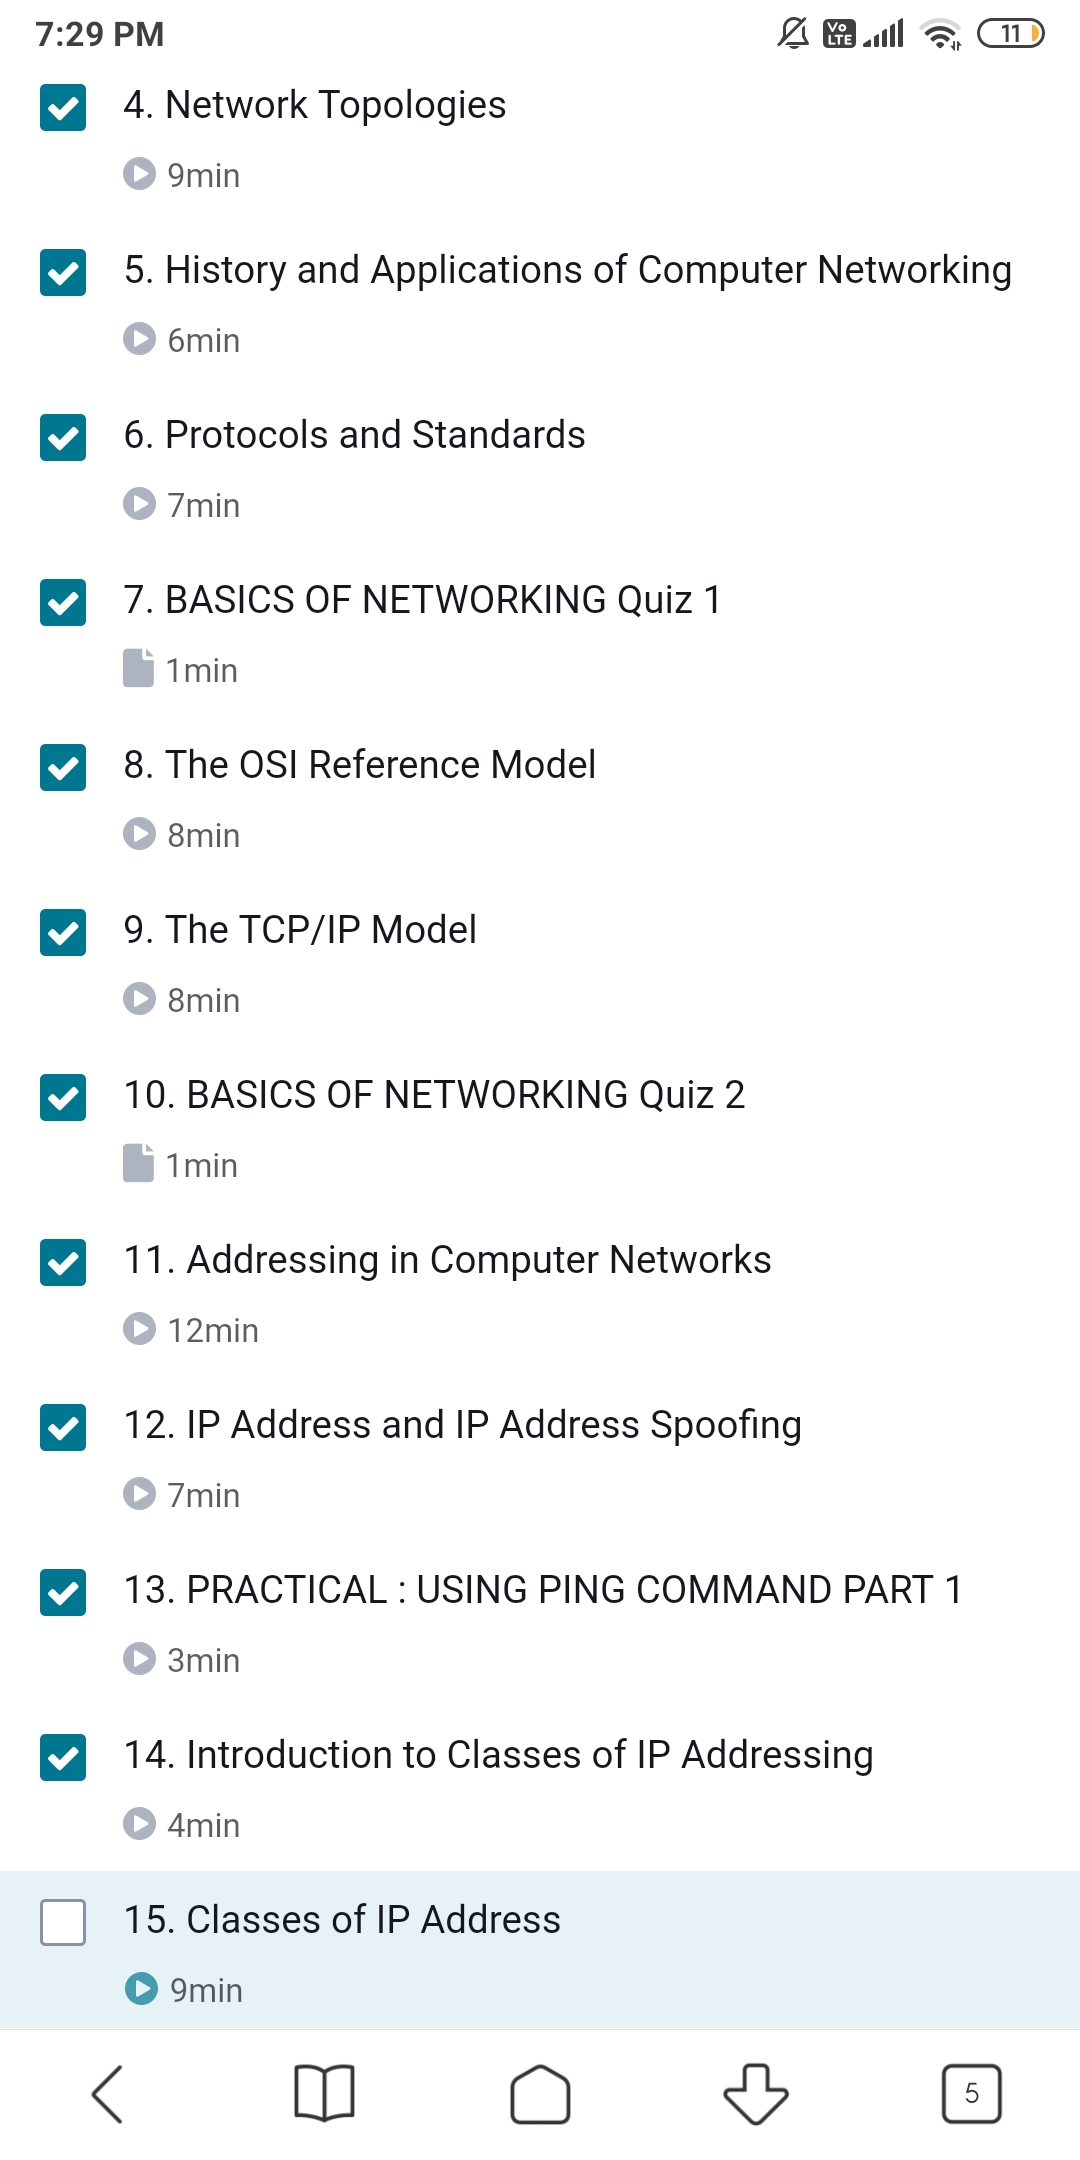 7:29 PM
Vo
LTE
11
4. Network Topologies
9min
5. History and Applications of Computer Networking
6min
6. Protocols and Standards
7min
7. BASICS OF NETWORKING Quiz 1
1min
8. The OSI Reference Model
8min
9. The TCP/IP Model
8min
10. BASICS OF NETWORKING Quiz 2
1min
11. Addressing in Computer Networks
12min
12. IP Address and IP Address Spoofing
7min
13. PRACTICAL : USING PING COMMAND PART 1
3min
14. Introduction to Classes of IP Addressing
4min
15. Classes of IP Address
9min
5